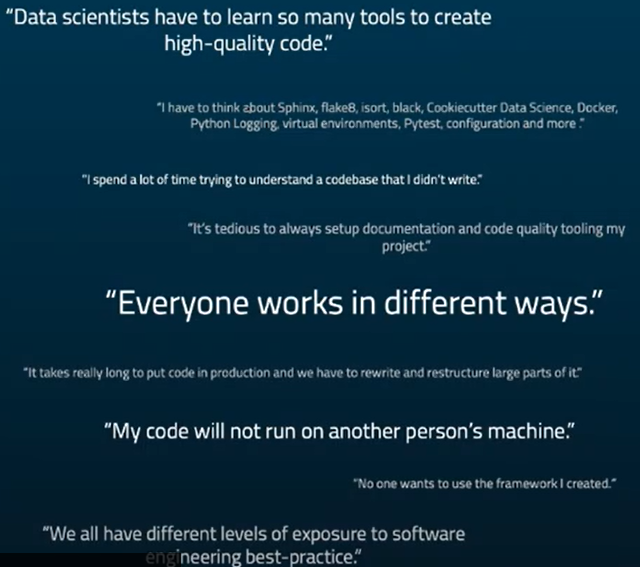 “Data scientists have to learn so many tools to create
high-quality code.”
“I have to think about Sphinx, flake8, isort, black, Cookiecutter Data Science, Docker,
Python Logging, virtual environments, Pytest, configuration and more .”
“I spend a lot of time trying to understand a codebase that I didn’t write.”
“It’s tedious to always setup documentation and code quality tooling my
project.”
“Everyone works in different ways.”
“It takes really long to put code in production and we have to rewrite and restructure large parts of it.”
“My code will not run on another person’s machine.”
“No one wants to use the framework I created.”
“We all have different levels of exposure to software
engineering best-practice.”